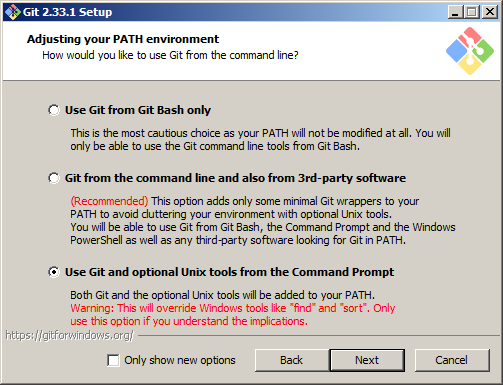 Git 2.33.1 Setup
Adjusting your PATH environment
How would you like to use Git from the command line?
Use Git from Git Bash only
This is the most cautious choice as your PATH will not be modified at all. You will
only be able to use the Git command line tools from Git Bash.
Git from the command line and also from 3rd-party software
(Recommended) This option adds only some minimal Git wrappers to your
PATH to avoid cluttering your environment with optional Unix tools.
You will be able to use Git from Git Bash, the Command Prompt and the Windows
PowerShell as well as any third-party software looking for Git in PATH.
Use Git and optional Unix tools from the Command Prompt
Both Git and the optional Unix tools will be added to your PATH.
Warning: This will override Windows tools like "find" and "sort". Only
use this option if you understand the implications.
https://gitforwindows.org/
Only show new options
Back
Next
Cancel